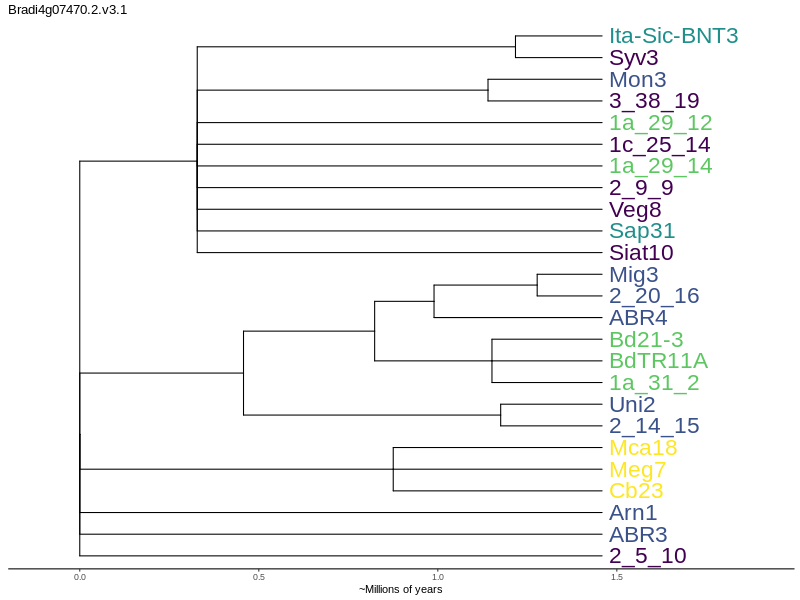 Bradi4g07470.2.v3.1
Ita-Sic-BNT3
Syv3
Mon3
3_38_19
1a_29_12
1c_25_14
1a_29_14
2_9_9
Veg8
Sap31
Siat10
Mig3
2_20_16
ABR4
Bd21-3
BdTR11A
1a_31_2
Uni2
2_14_15
Mca18
Meg7
Cb23
Arn1
ABR3
2_5_10
0.0 0.5 1.0 1.5
~Millions of years